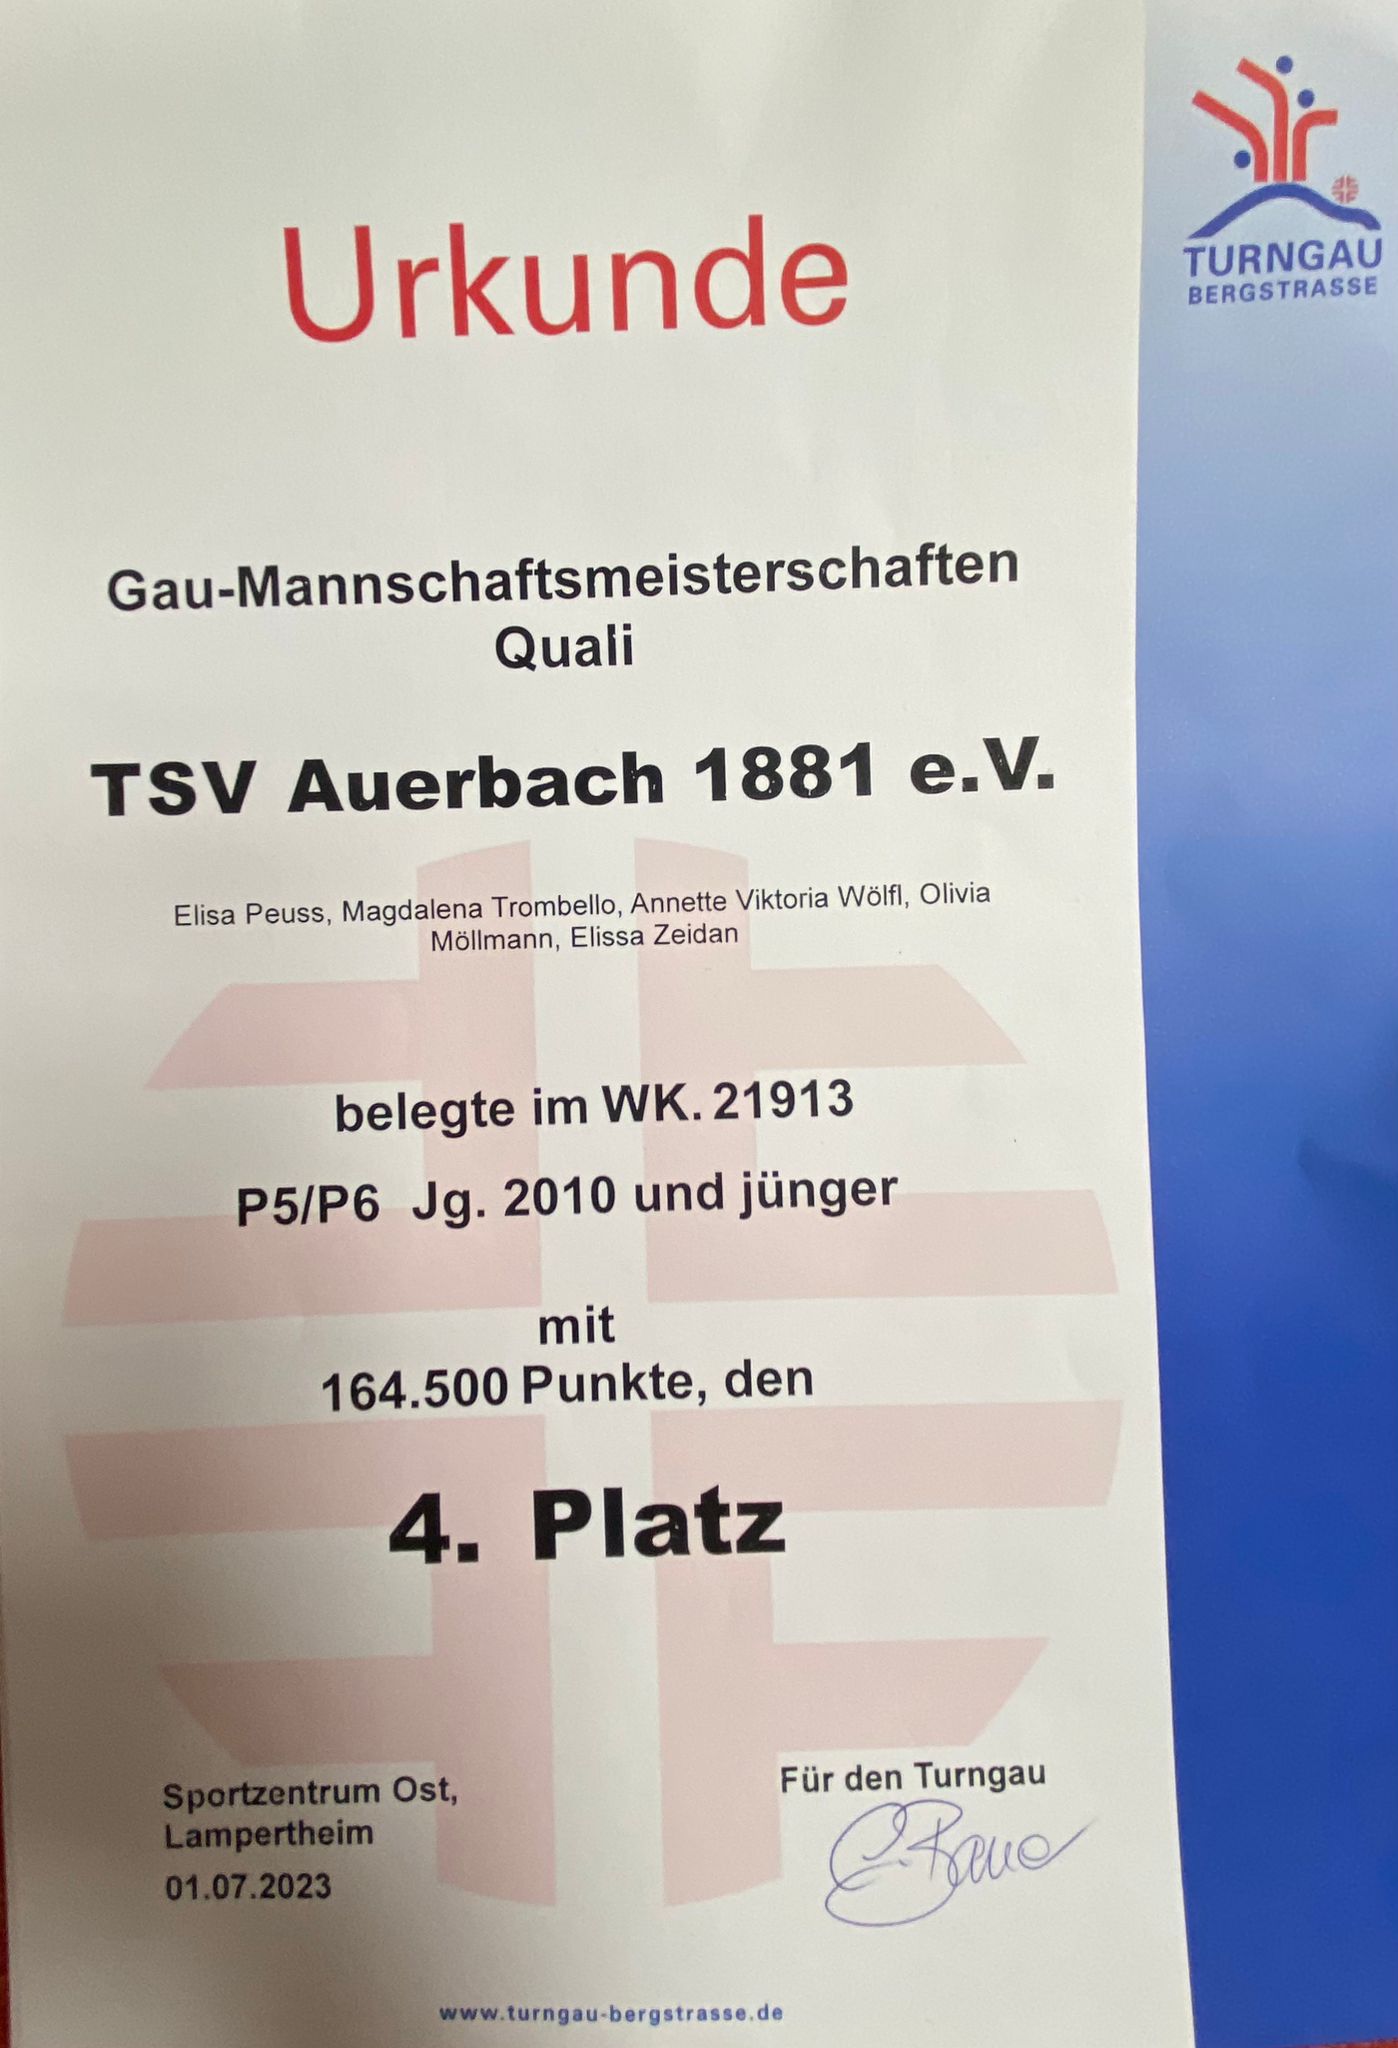 TURNGAU
BERGSTRASSE
Urkunde
Gau-Mannschaftsmeisterschaften
Quali
TSV Auerbach 1881 e.V.
Elisa Peuss, Magdalena Trombello, Annette Viktoria Wölfl, Olivia
Möllmann, Elissa Zeidan
belegte im WK. 21913
P5/P6 Jg. 2010 und jünger
mit
164.500 Punkte, den
4. Platz
Sportzentrum Ost,
Lampertheim
01.07.2023
Für den Turngau
www.turngau-bergstrasse.de